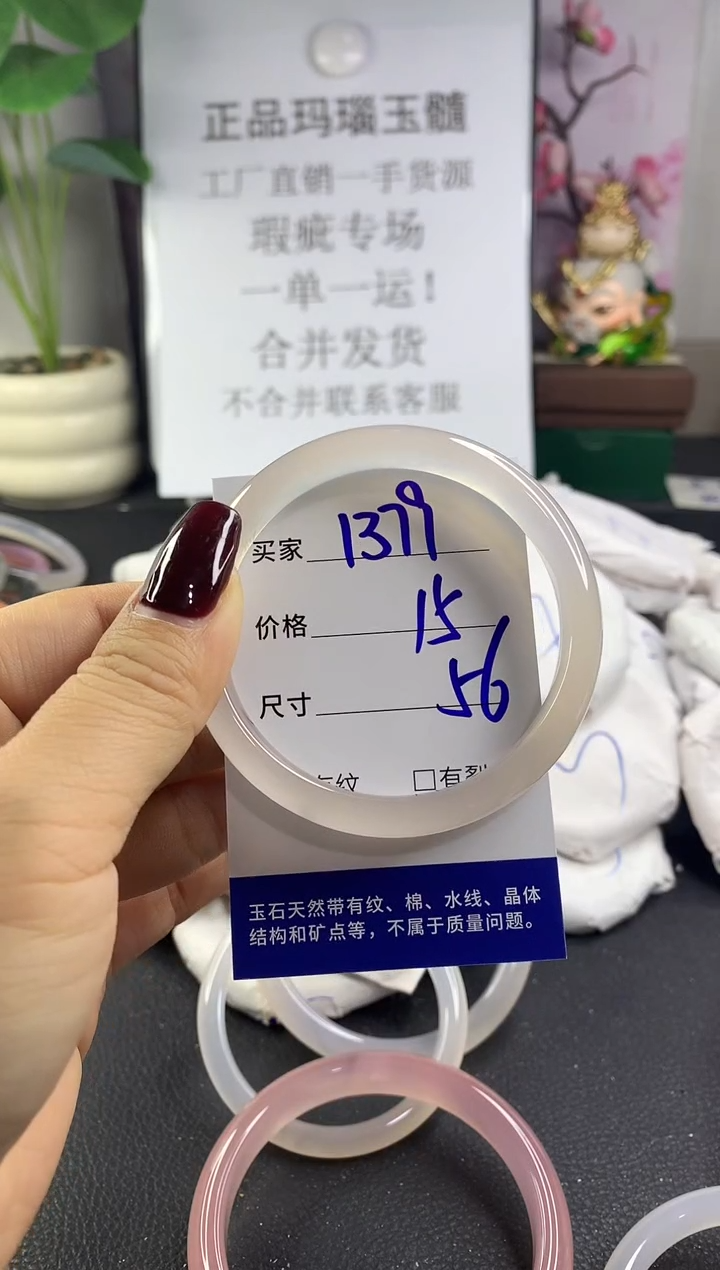 正品玛瑙玉髓
工厂直销一手货源
瑕疵专场
一单一运！
合并发货
不合并联系客服
买家 1379
价格 15
尺寸 56
有纹 □有裂
玉石天然带有纹、棉、水线、晶体
结构和矿点等，不属于质量问题。